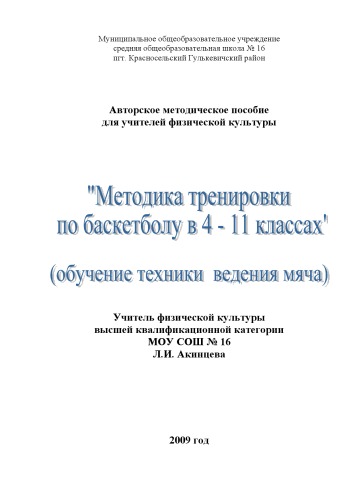 Муниципальное общеобразовательное учреждение
средняя общеобразовательная школа № 16
пгт. Красносельский Гулькевичский район
Авторское методическое пособие
для учителей физической культуры
"Методика тренировки
по баскетболу в 4 - 11 классах"
(обучение техники ведения мяча)
Учитель физической культуры
высшей квалификационной категории
МОУ СОШ № 16
Л.И. Акинцева
2009 год